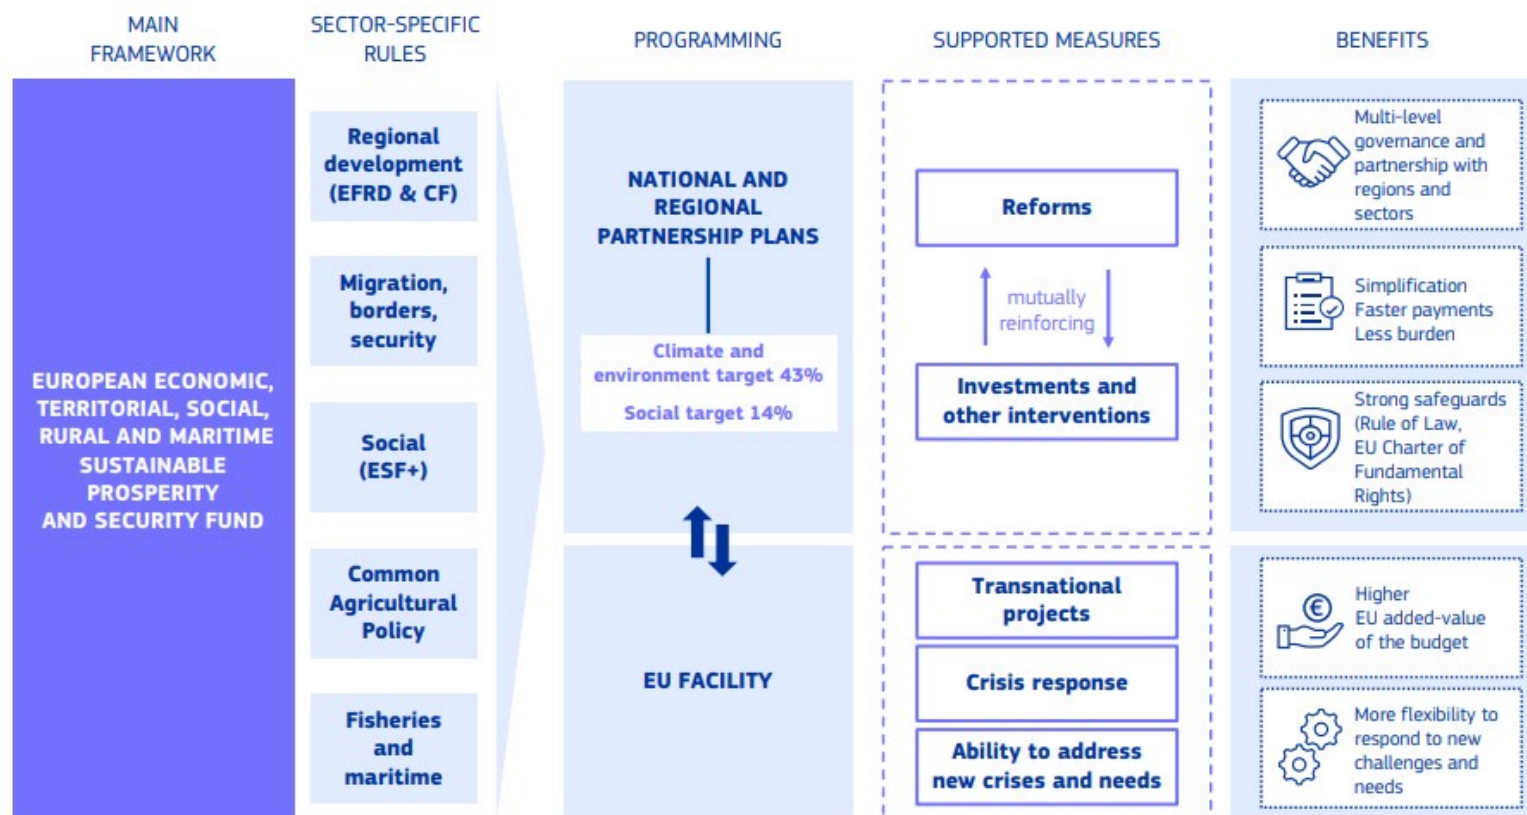 MAIN
FRAMEWORK
SECTOR-SPECIFIC
RULES
PROGRAMMING
SUPPORTED MEASURES
BENEFITS
EUROPEAN ECONOMIC,
TERRITORIAL, SOCIAL,
RURAL AND MARITIME
SUSTAINABLE
PROSPERITY
AND SECURITY FUND
Regional
development
(EFRD & CF)
Migration,
borders,
security
Social
(ESF+)
Common
Agricultural
Policy
Fisheries
and
maritime
NATIONAL AND
REGIONAL
PARTNERSHIP PLANS
Climate and
environment target 43%
Social target 14%
EU FACILITY
Reforms
mutually
reinforcing
Investments and
other interventions
Transnational
projects
Crisis response
Ability to address
new crises and needs
Multi-level
governance and
partnership with
regions and
sectors
Simplification
Faster payments
Less burden
Strong safeguards
(Rule of Law,
EU Charter of
Fundamental
Rights)
€
Higher
EU added-value
of the budget
More flexibility to
respond to new
challenges and
needs